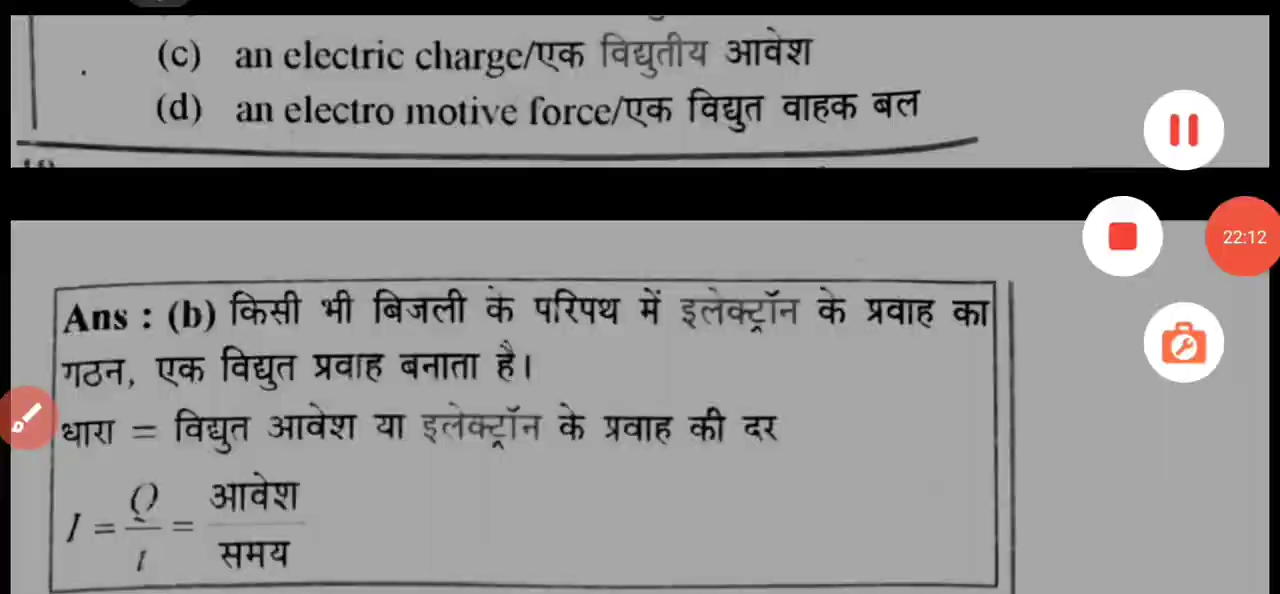 (c) an electric charge/एक विद्युतीय आवेश
(d) an electro motive force/एक विद्युत वाहक बल
22:12
Ans : (b) किसी भी बिजली के परिपथ में इलेक्ट्रॉन के प्रवाह का
गठन, एक विद्युत प्रवाह बनाता है।
धारा = विद्युत आवेश या इलेक्ट्रॉन के प्रवाह की दर
I = Q/t = आवेश/समय